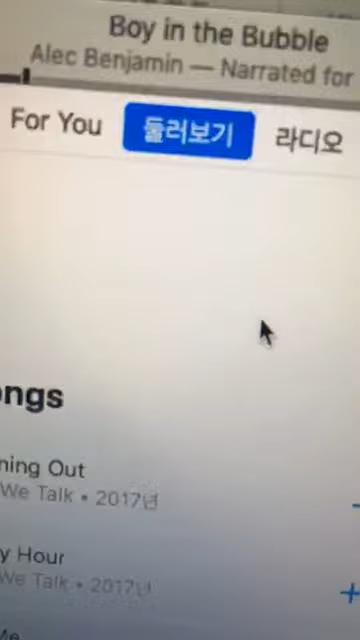 Boy in the Bubble
Alec Benjamin — Narrated for
For You 둘러보기 라디오
ongs
ning Out
We Talk • 2017년
y Hour
We Talk • 2017년
Me